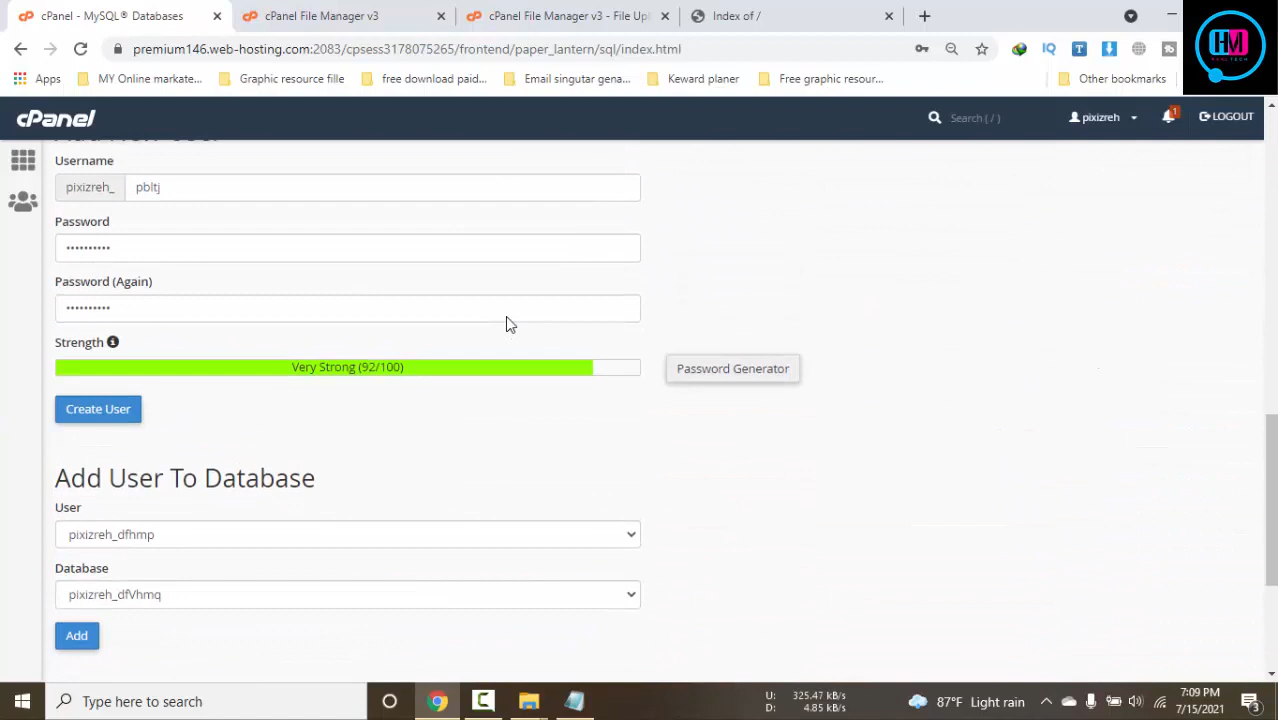 cPanel - MySQL® Databases
cPanel File Manager v3
cPanel File Manager v3 - File Upl
Index of /
premium146.web-hosting.com:2083/cpsess3178075265/frontend/paper_lantern/sql/index.html
Apps
MY Online markate...
Graphic resource fille
free download paid...
Email singutar gena...
Keward planer
Free graphic resour...
Other bookmarks
HM
cPanel
Search ( / )
pixizreh
1
LOGOUT
Username
pixizreh_
pbltj
Password
Password (Again)
Strength
Very Strong (92/100)
Password Generator
Create User
Add User To Database
User
pixizreh_dfhmp
Database
pixizreh_dfVhmq
Add
Type here to search
U: 325.47 kB/s
D: 4.85 kB/s
87°F Light rain
7:09 PM
7/15/2021
3